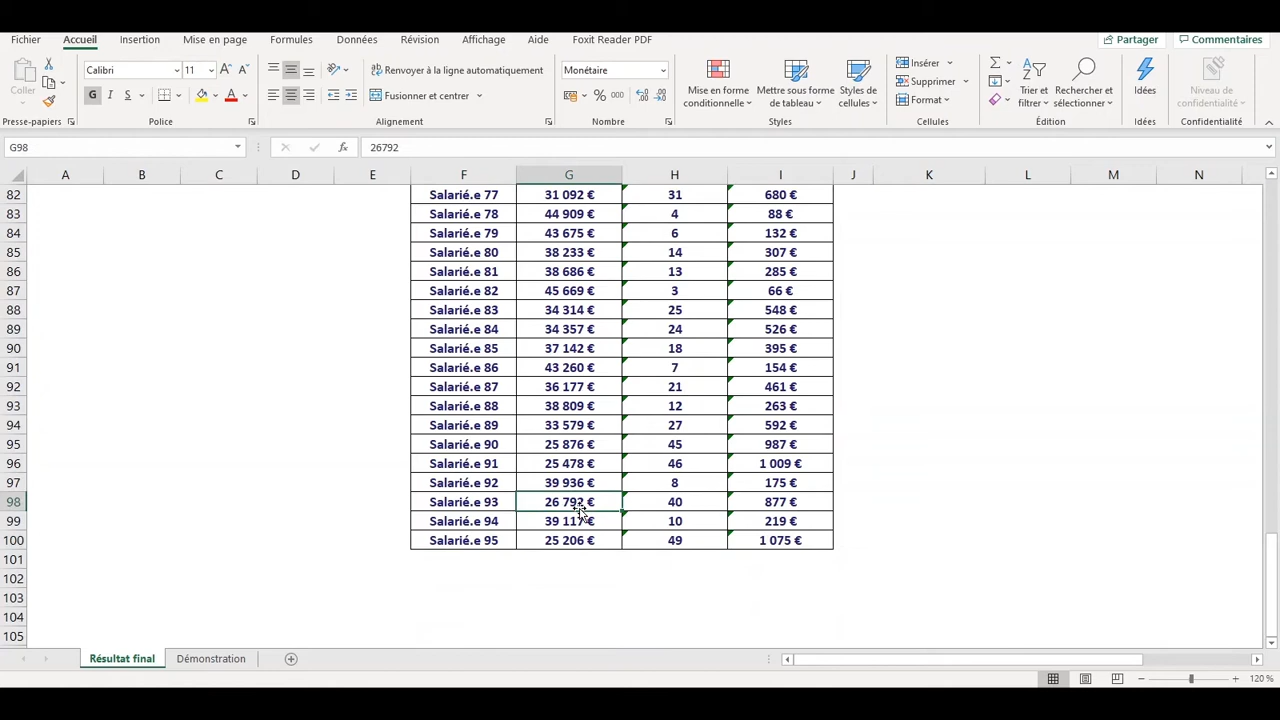 Fichier Accueil Insertion Mise en page Formules Données Révision Affichage Aide Foxit Reader PDF Partager Commentaires
Coller Calibri 11 A A Renvoyer à la ligne automatiquement Monétaire Mise en forme conditionnelle Mettre sous forme de tableau Styles de cellules Insérer Trier et filtrer Rechercher et sélectionner Idées Niveau de confidentialité
G I S A Fusionner et centrer % 000 Supprimer
Format
Presse-papiers Police Alignement Nombre Styles Cellules Édition Idées Confidentialité
G98 fx 26792
A B C D E F G H I J K L M N
82 Salarié.e 77 31 092 € 31 680 €
83 Salarié.e 78 44 909 € 4 88 €
84 Salarié.e 79 43 675 € 6 132 €
85 Salarié.e 80 38 233 € 14 307 €
86 Salarié.e 81 38 686 € 13 285 €
87 Salarié.e 82 45 669 € 3 66 €
88 Salarié.e 83 34 314 € 25 548 €
89 Salarié.e 84 34 357 € 24 526 €
90 Salarié.e 85 37 142 € 18 395 €
91 Salarié.e 86 43 260 € 7 154 €
92 Salarié.e 87 36 177 € 21 461 €
93 Salarié.e 88 38 809 € 12 263 €
94 Salarié.e 89 33 579 € 27 592 €
95 Salarié.e 90 25 876 € 45 987 €
96 Salarié.e 91 25 478 € 46 1 009 €
97 Salarié.e 92 39 936 € 8 175 €
98 Salarié.e 93 26 792 € 40 877 €
99 Salarié.e 94 39 117 € 10 219 €
100 Salarié.e 95 25 206 € 49 1 075 €
101
102
103
104
105
Résultat final Démonstration
120 %